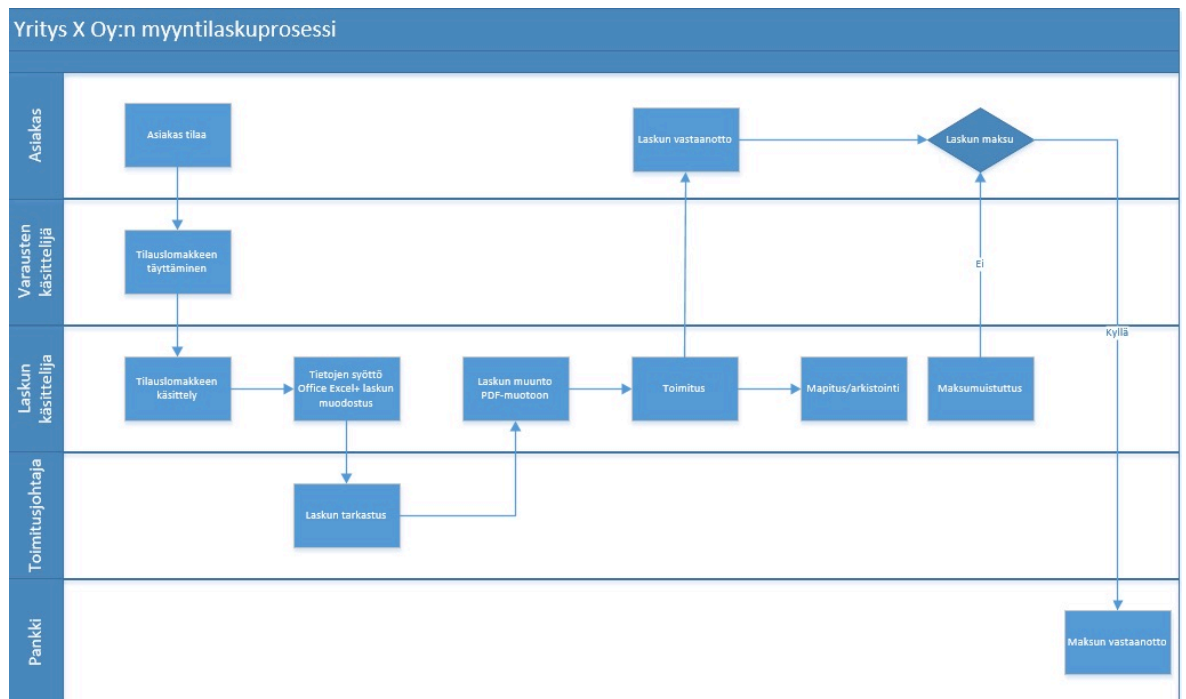 Yritys X Oy:n myyntilaskuprosessi
Asiakas
Asiakas tilaa
Laskun vastaanotto
Laskun maksu
Varausten
käsittelijä
Tilauslomakkeen
täyttäminen
Ei
Kyllä
Laskun
käsittelija
Tilauslomakkeen
käsittely
Tietojen syöttö
Office Excel+ laskun
muodostus
Laskun muunto
PDF-muotoon
Toimitus
Mapitus/arkistointi
Maksumuistuttus
Toimitusjohtaja
Laskun tarkastus
Pankki
Maksun vastaanotto